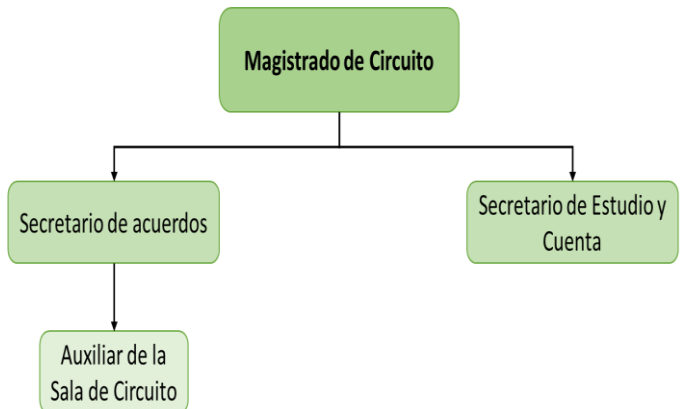 Magistrado de Circuito
Secretario de acuerdos
Secretario de Estudio y
Cuenta
Auxiliar de la
Sala de Circuito